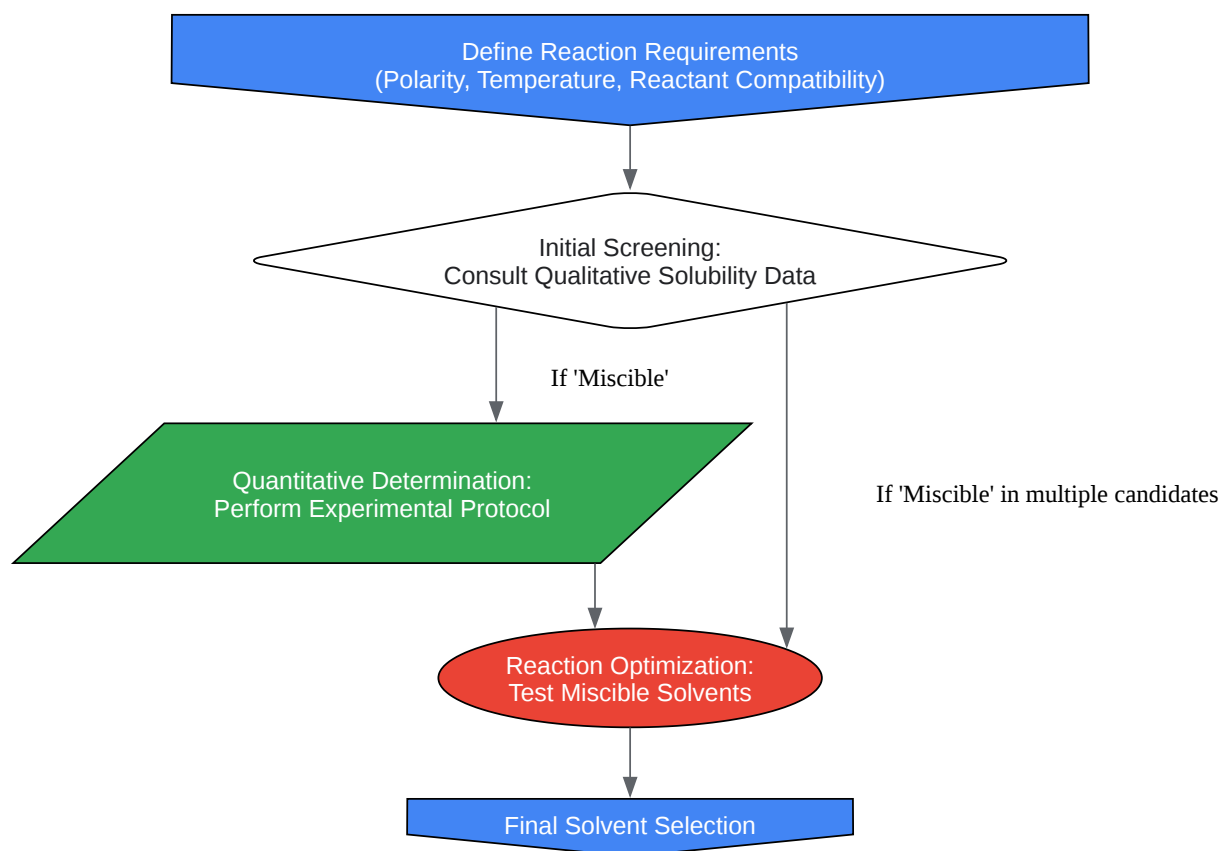 Define Reaction Requirements
(Polarity, Temperature, Reactant Compatibility)
Initial Screening:
Consult Qualitative Solubility Data
If 'Miscible'
Quantitative Determination:
Perform Experimental Protocol
If 'Miscible' in multiple candidates
Reaction Optimization:
Test Miscible Solvents
Final Solvent Selection